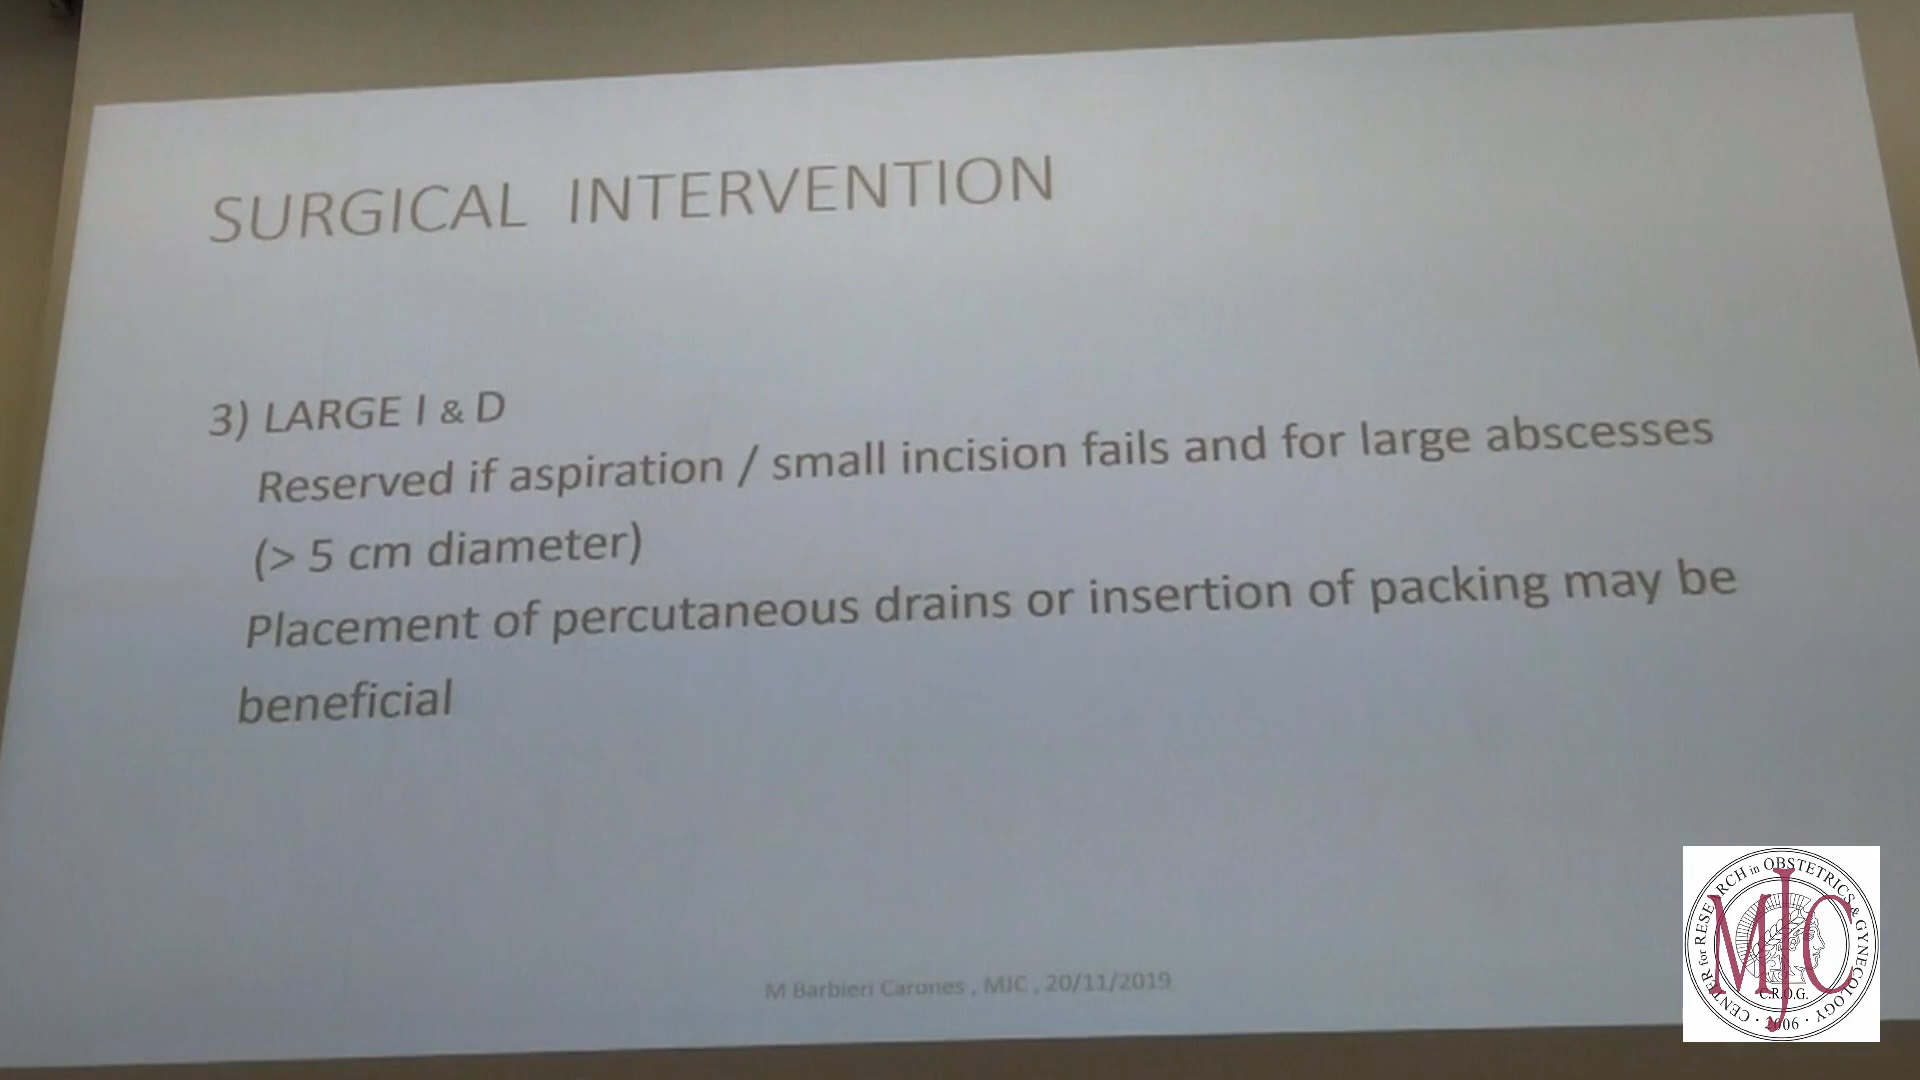 SURGICAL INTERVENTION
3) LARGE I & D
Reserved if aspiration / small incision fails and for large abscesses
(> 5 cm diameter)
Placement of percutaneous drains or insertion of packing may be
beneficial
M Barbieri Carones , MJC , 20/11/2019
CENTER for RESEARCH in OBSTETRICS & GYNECOLOGY
MJC
C.R.O.G.
· 2006 ·